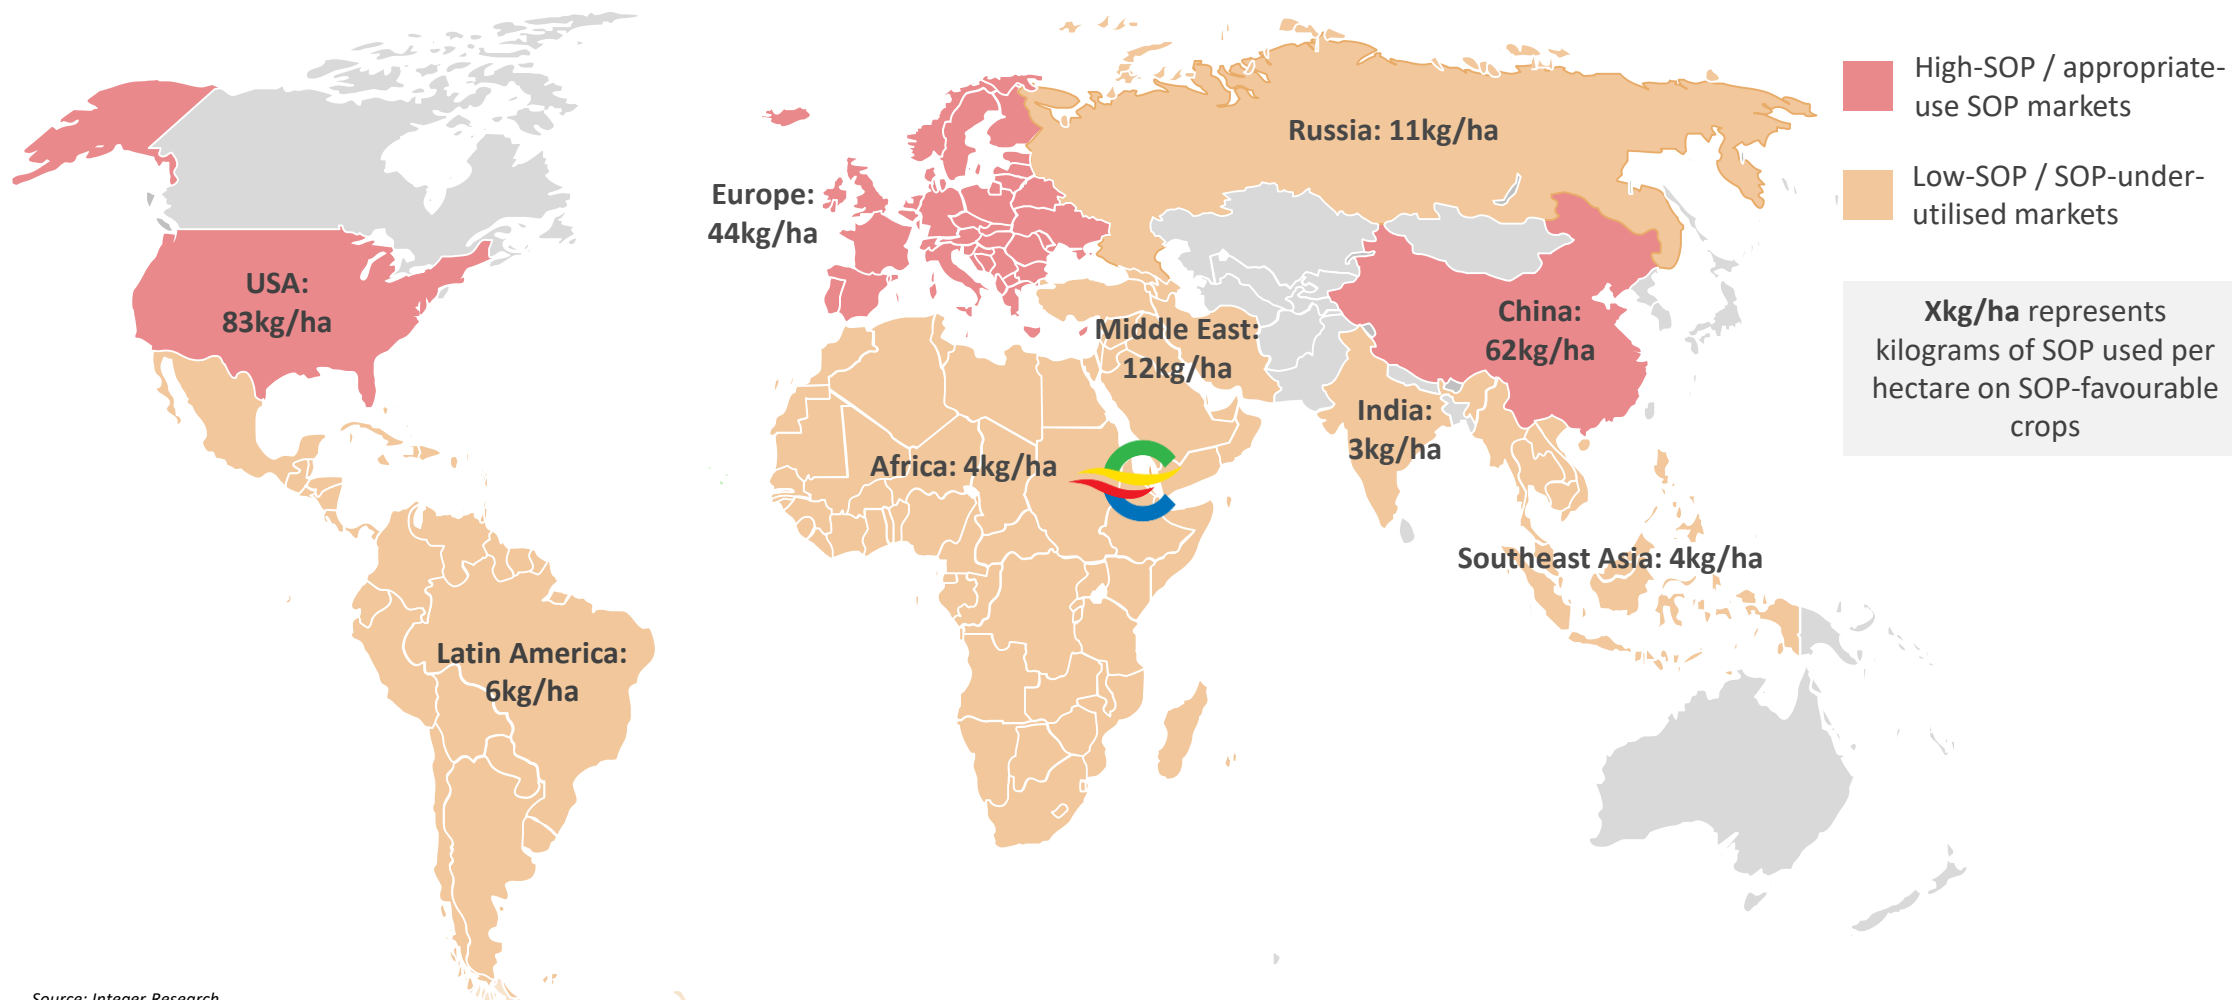 High-SOP / appropriate-
use SOP markets
Russia: 11kg/ha
Low-SOP / SOP-under-
utilised markets
Europe:
44kg/ha
USA:
83kg/ha
China:
62kg/ha
Middle East:
12kg/ha
Xkg/ha represents
kilograms of SOP used per
hectare on SOP-favourable
crops
India:
3kg/ha
Africa: 4kg/ha
Southeast Asia: 4kg/ha
Latin America:
6kg/ha
Source: Integer Research